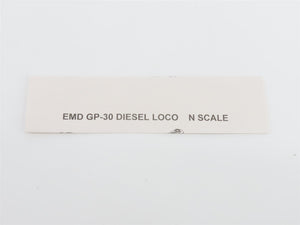 EMD GP-30 DIESEL LOCO N SCALE